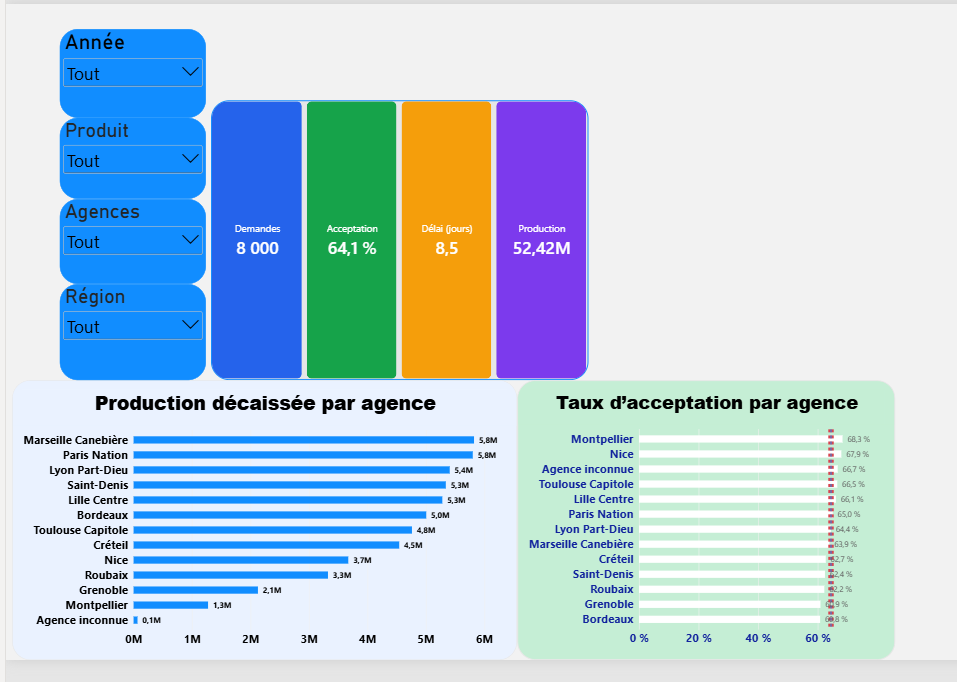 Année
Tout
Produit
Tout
Agences
Tout
Région
Tout
Demandes
8 000
Acceptation
64,1 %
Délai (jours)
8,5
Production
52,42M
Production décaissée par agence
Marseille Canebière 5,8M
Paris Nation 5,8M
Lyon Part-Dieu 5,4M
Saint-Denis 5,3M
Lille Centre 5,3M
Bordeaux 5,0M
Toulouse Capitole 4,8M
Créteil 4,5M
Nice 3,7M
Roubaix 3,3M
Grenoble 2,1M
Montpellier 1,3M
Agence inconnue 0,1M
0M 1M 2M 3M 4M 5M 6M
Taux d’acceptation par agence
Montpellier 68,3 %
Nice 67,9 %
Agence inconnue 66,7 %
Toulouse Capitole 66,5 %
Lille Centre 66,1 %
Paris Nation 65,0 %
Lyon Part-Dieu 64,4 %
Marseille Canebière 63,9 %
Créteil 62,7 %
Saint-Denis 62,4 %
Roubaix 62,2 %
Grenoble
Bordeaux
0 % 20 % 40 % 60 %